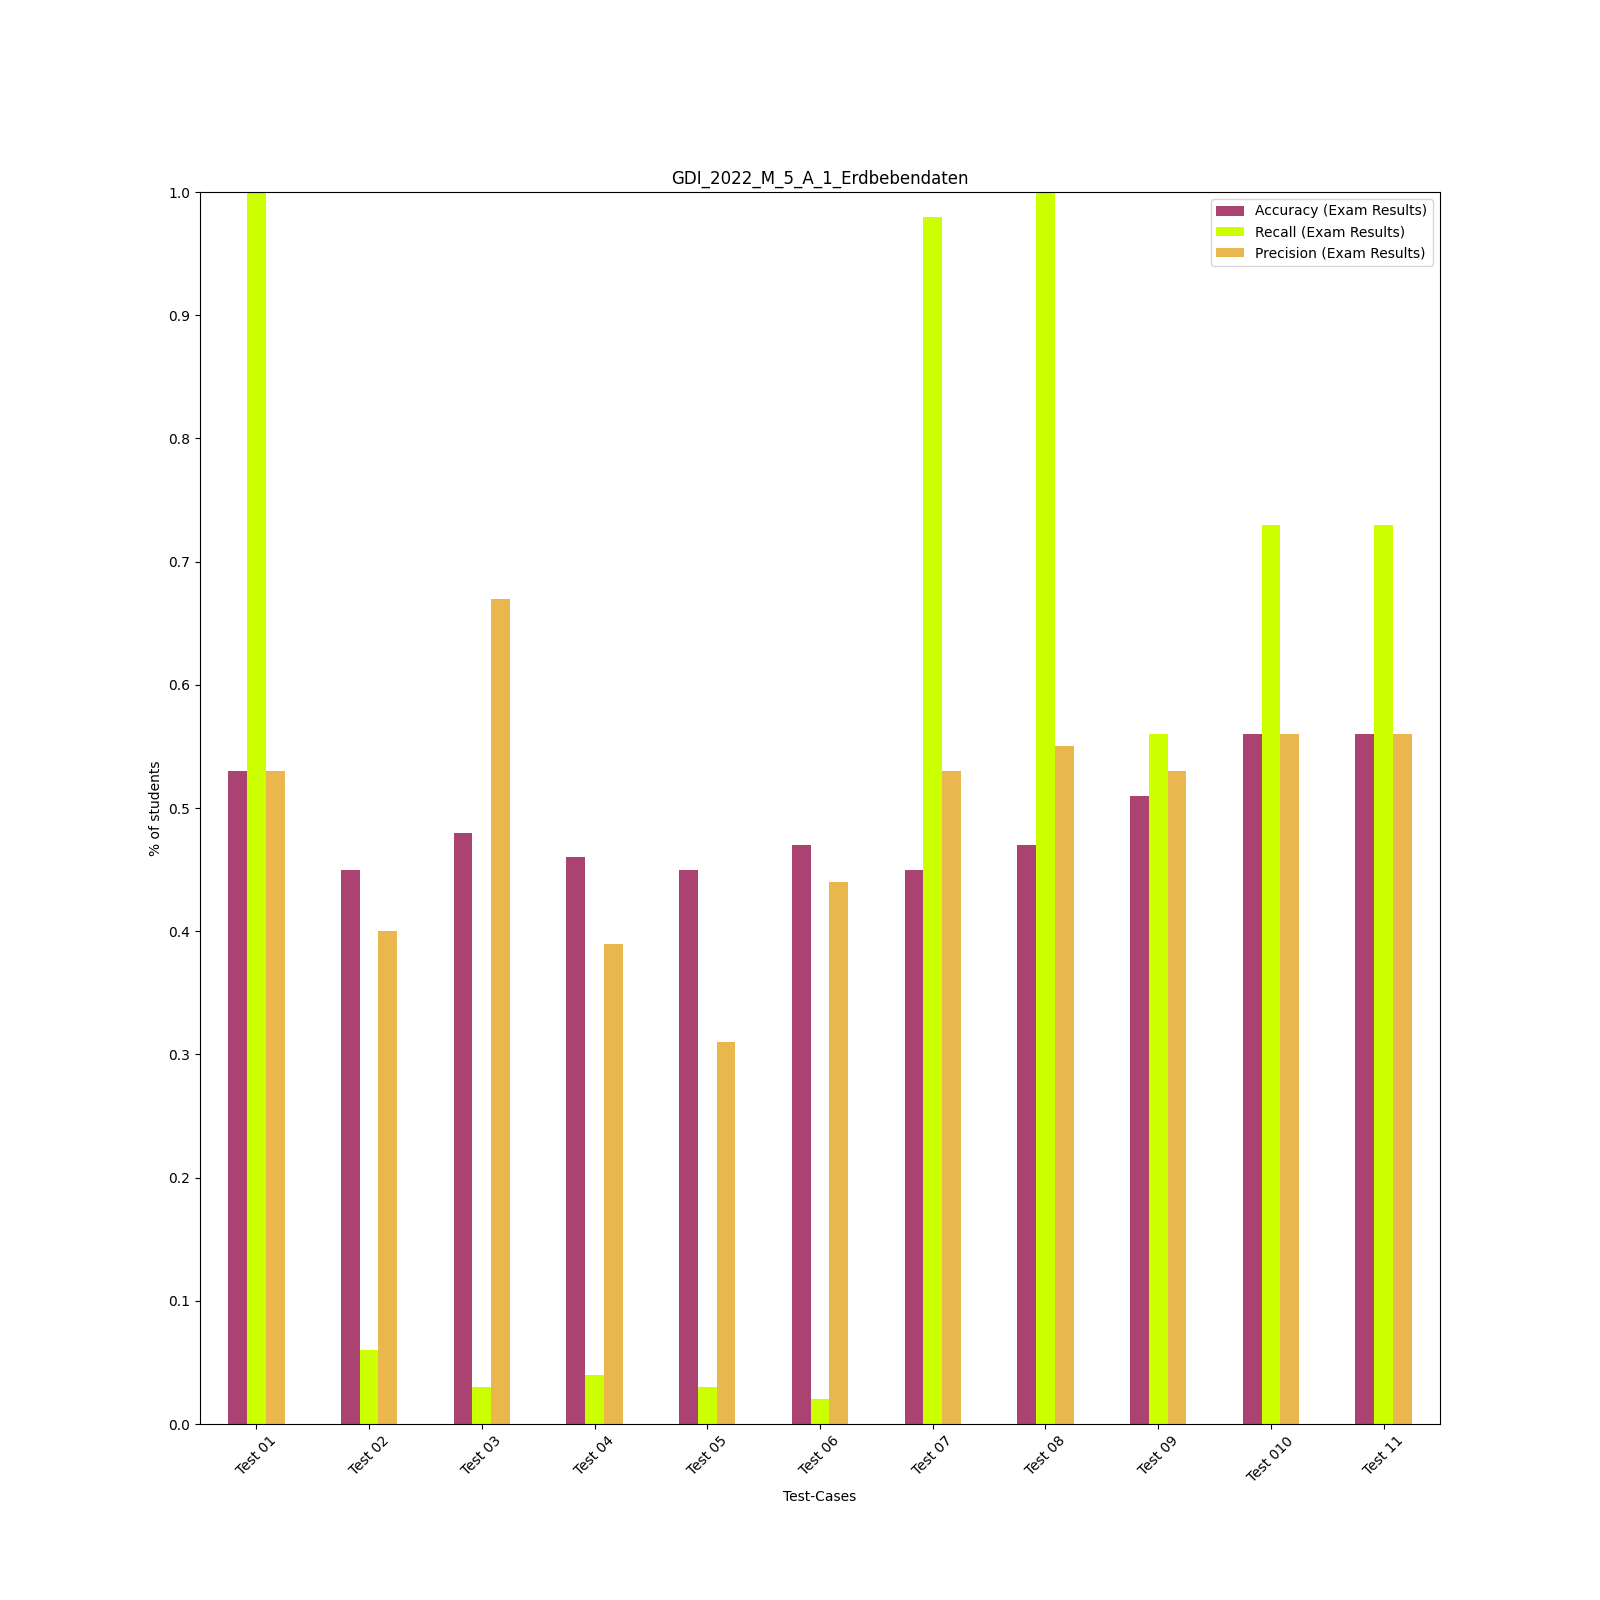 GDI_2022_M_5_A_1_Erdbebendaten
Accuracy (Exam Results)
Recall (Exam Results)
Precision (Exam Results)
% of students
1.0
0.9
0.8
0.7
0.6
0.5
0.4
0.3
0.2
0.1
0.0
Test 01
Test 02
Test 03
Test 04
Test 05
Test 06
Test 07
Test 08
Test 09
Test 010
Test 11
Test-Cases